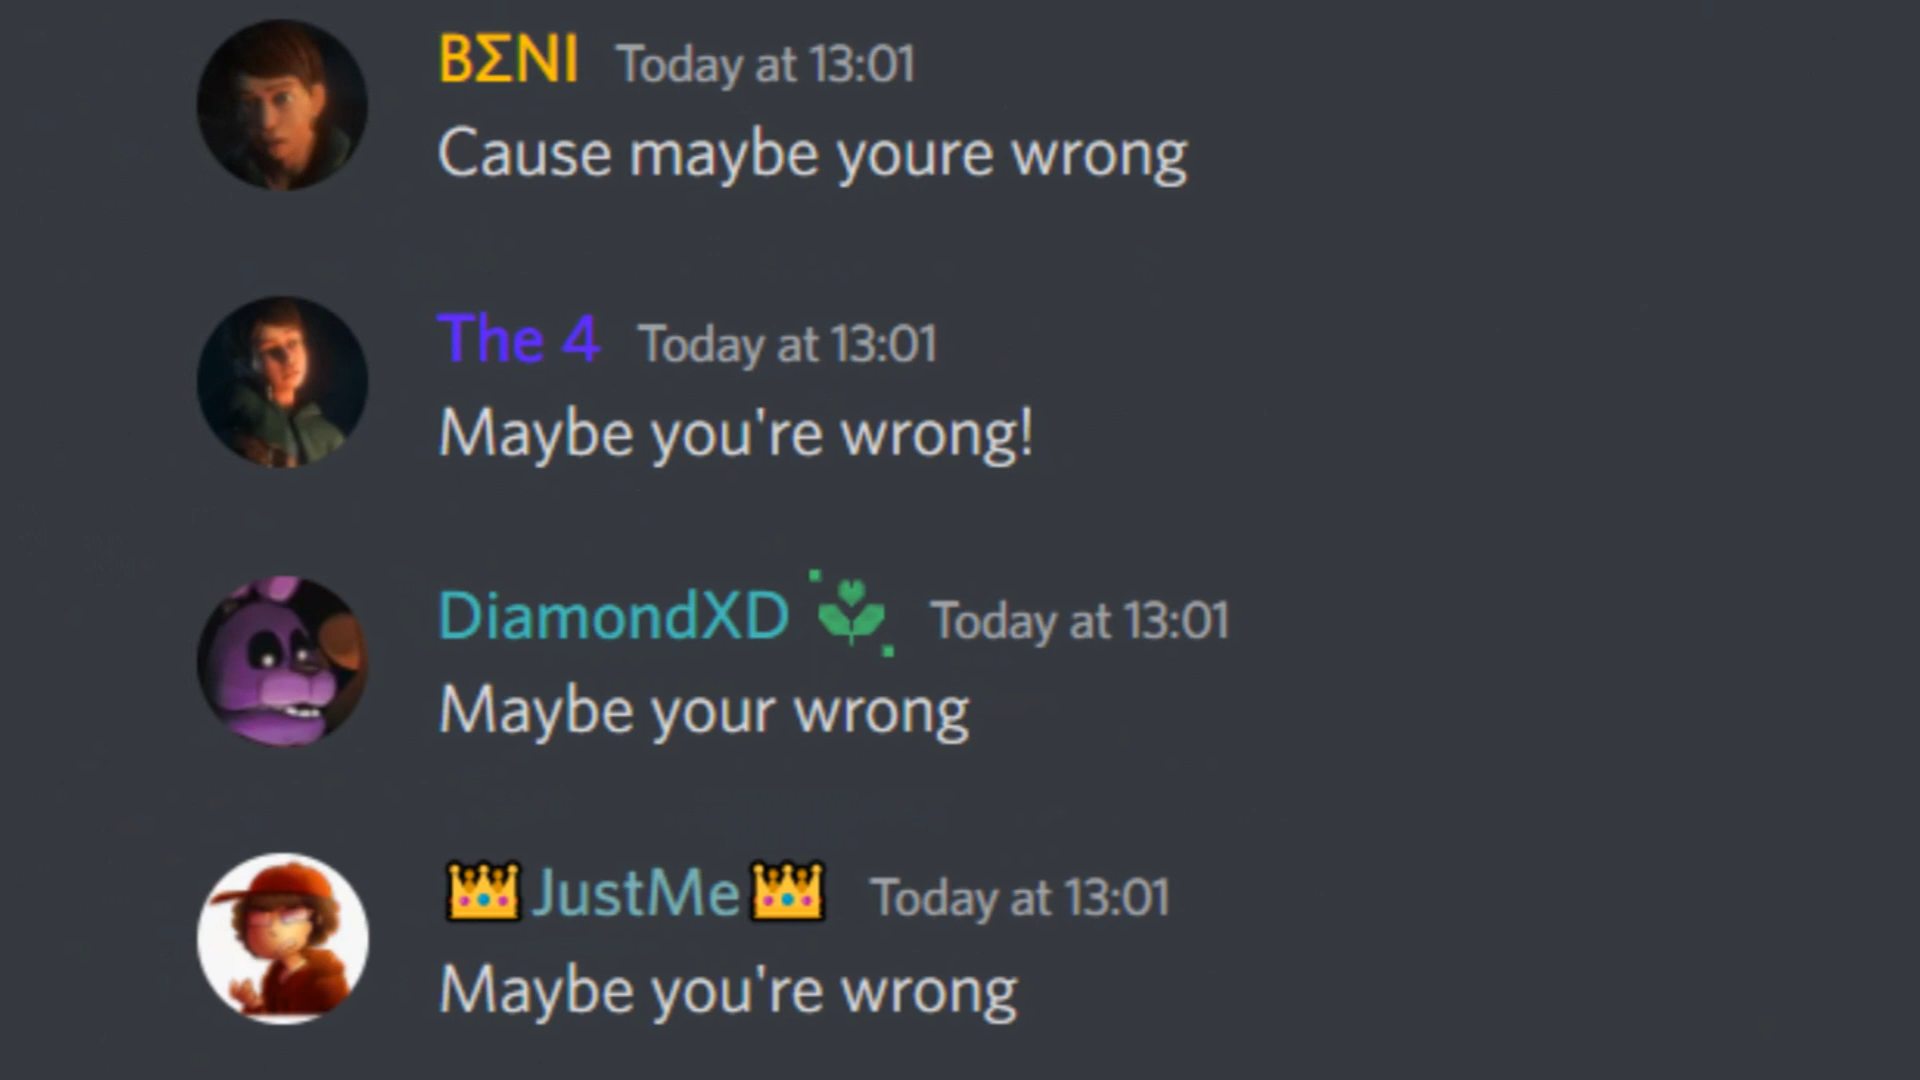 BΣNI Today at 13:01
Cause maybe youre wrong
The 4 Today at 13:01
Maybe you're wrong!
DiamondXD Today at 13:01
Maybe your wrong
👑JustMe👑 Today at 13:01
Maybe you're wrong